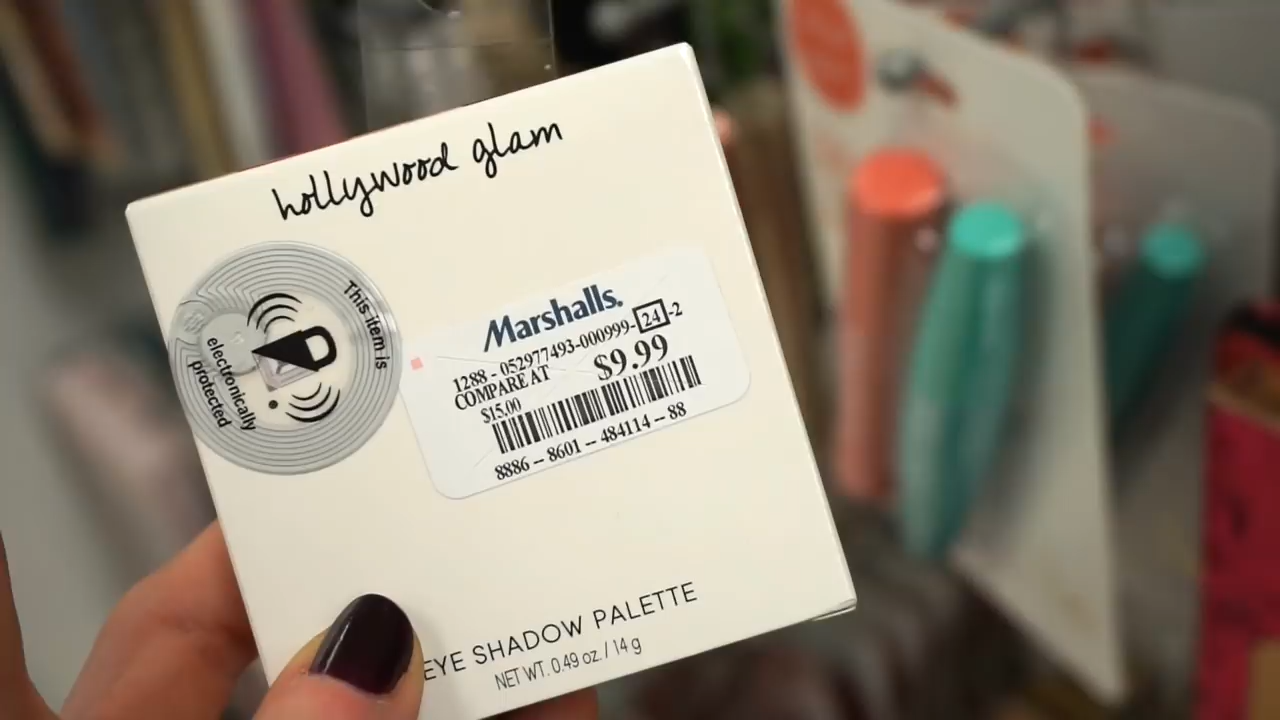 hollywood glam
This item is
electronically
protected
Marshalls.
1288 - 052977493-000999-24-2
COMPARE AT
$9.99
$15.00
8886 - 8601 - 484114 - 88
EYE SHADOW PALETTE
NET WT. 0.49 oz. / 14 g